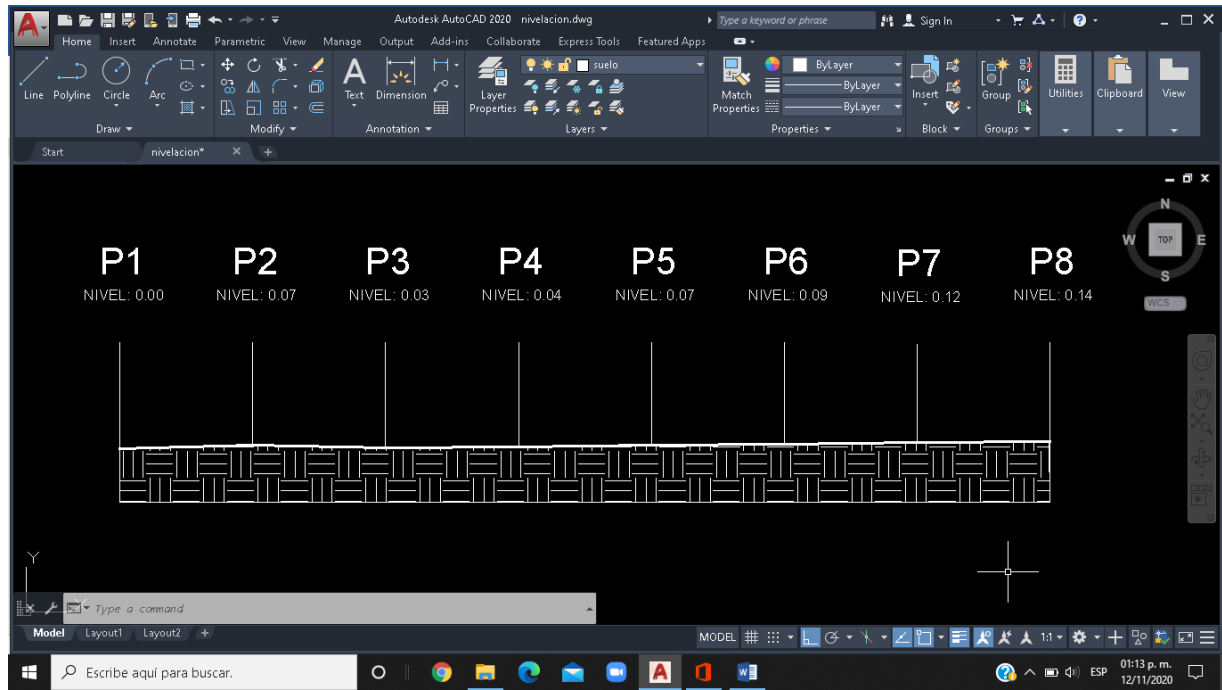 Autodesk AutoCAD 2020 nivelacion.dwg
Type a keyword or phrase
Sign In
Home Insert Annotate Parametric View Manage Output Add-ins Collaborate Express Tools Featured Apps
Line Polyline Circle Arc
Draw
Modify
Text Dimension
Annotation
Layer Properties
suelo
Layers
Match Properties
ByLayer
ByLayer
ByLayer
Properties
Insert
Block
Group
Groups
Utilities
Clipboard
View
Start nivelacion* +
N
W TOP E
S
WCS
P1 P2 P3 P4 P5 P6 P7 P8
NIVEL: 0.00 NIVEL: 0.07 NIVEL: 0.03 NIVEL: 0.04 NIVEL: 0.07 NIVEL: 0.09 NIVEL: 0.12 NIVEL: 0.14
Y
X
Type a command
Model Layout1 Layout2 +
MODEL 1:1
Escribe aquí para buscar.
ESP
01:13 p. m.
12/11/2020